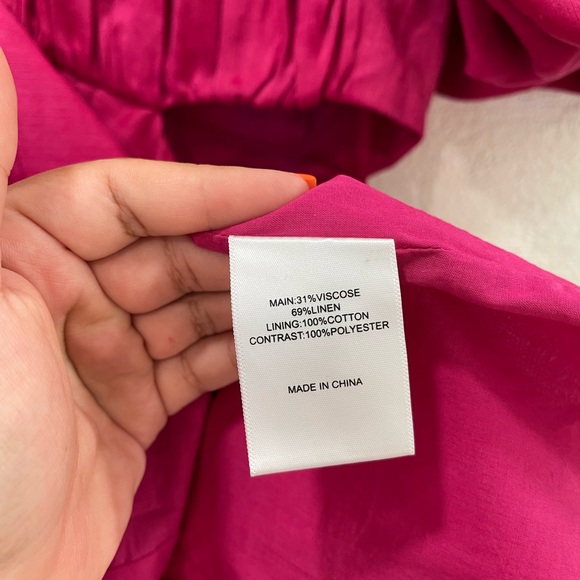 MAIN:31%VISCOSE
69%LINEN
LINING:100%COTTON
CONTRAST:100%POLYESTER
MADE IN CHINA